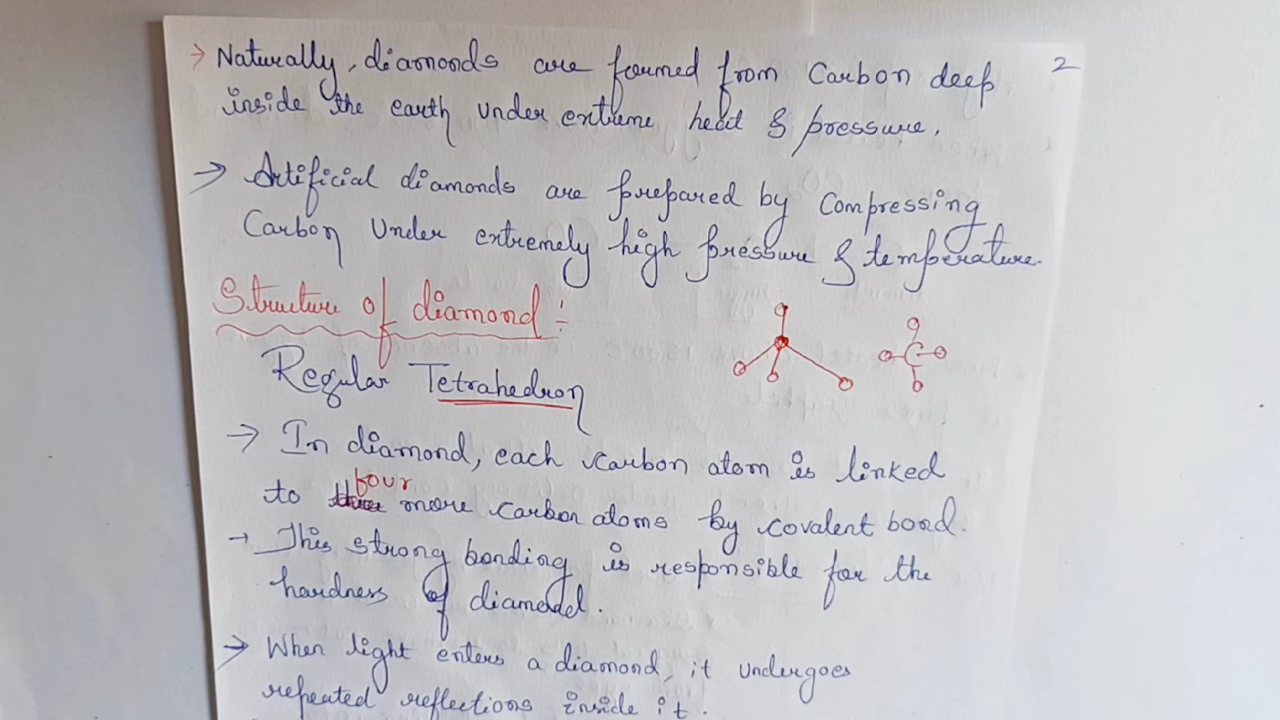 → Naturally, diamonds are formed from Carbon deep 2
inside the earth under extreme heat & pressure.
→ Artificial diamonds are prepared by Compressing
Carbon Under extremely high pressure & temperature.
Structure of diamond :-
Regular Tetrahedron
C
→ In diamond, each carbon atom is linked
to four more carbon atoms by covalent bond.
→ This strong bonding is responsible for the
hardness of diamond.
→ When light enters a diamond, it undergoes
repeated reflections inside it.